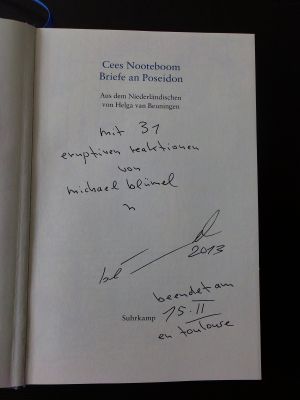 Cees Nooteboom
Briefe an Poseidon
Aus dem Niederländischen
von Helga van Beuningen
mit 31
eruptiven reaktionen
von
michael blümel
2013
beendet am
15. II
Suhrkamp
en toulouse